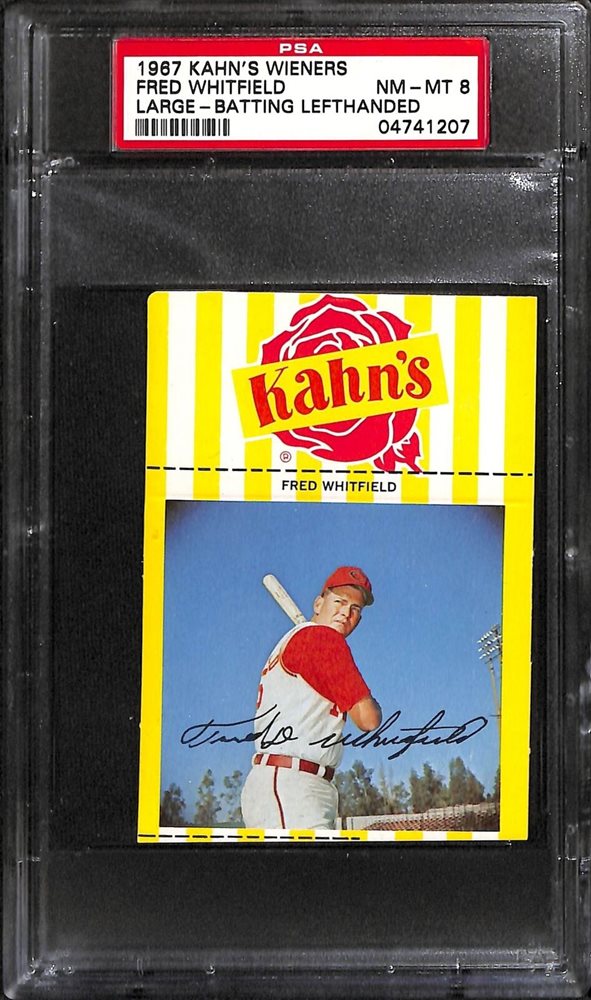 PSA
1967 KAHN'S WIENERS
FRED WHITFIELD NM-MT 8
LARGE-BATTING LEFTHANDED
04741207
Kahn's
®
FRED WHITFIELD
Fred D Whitfield